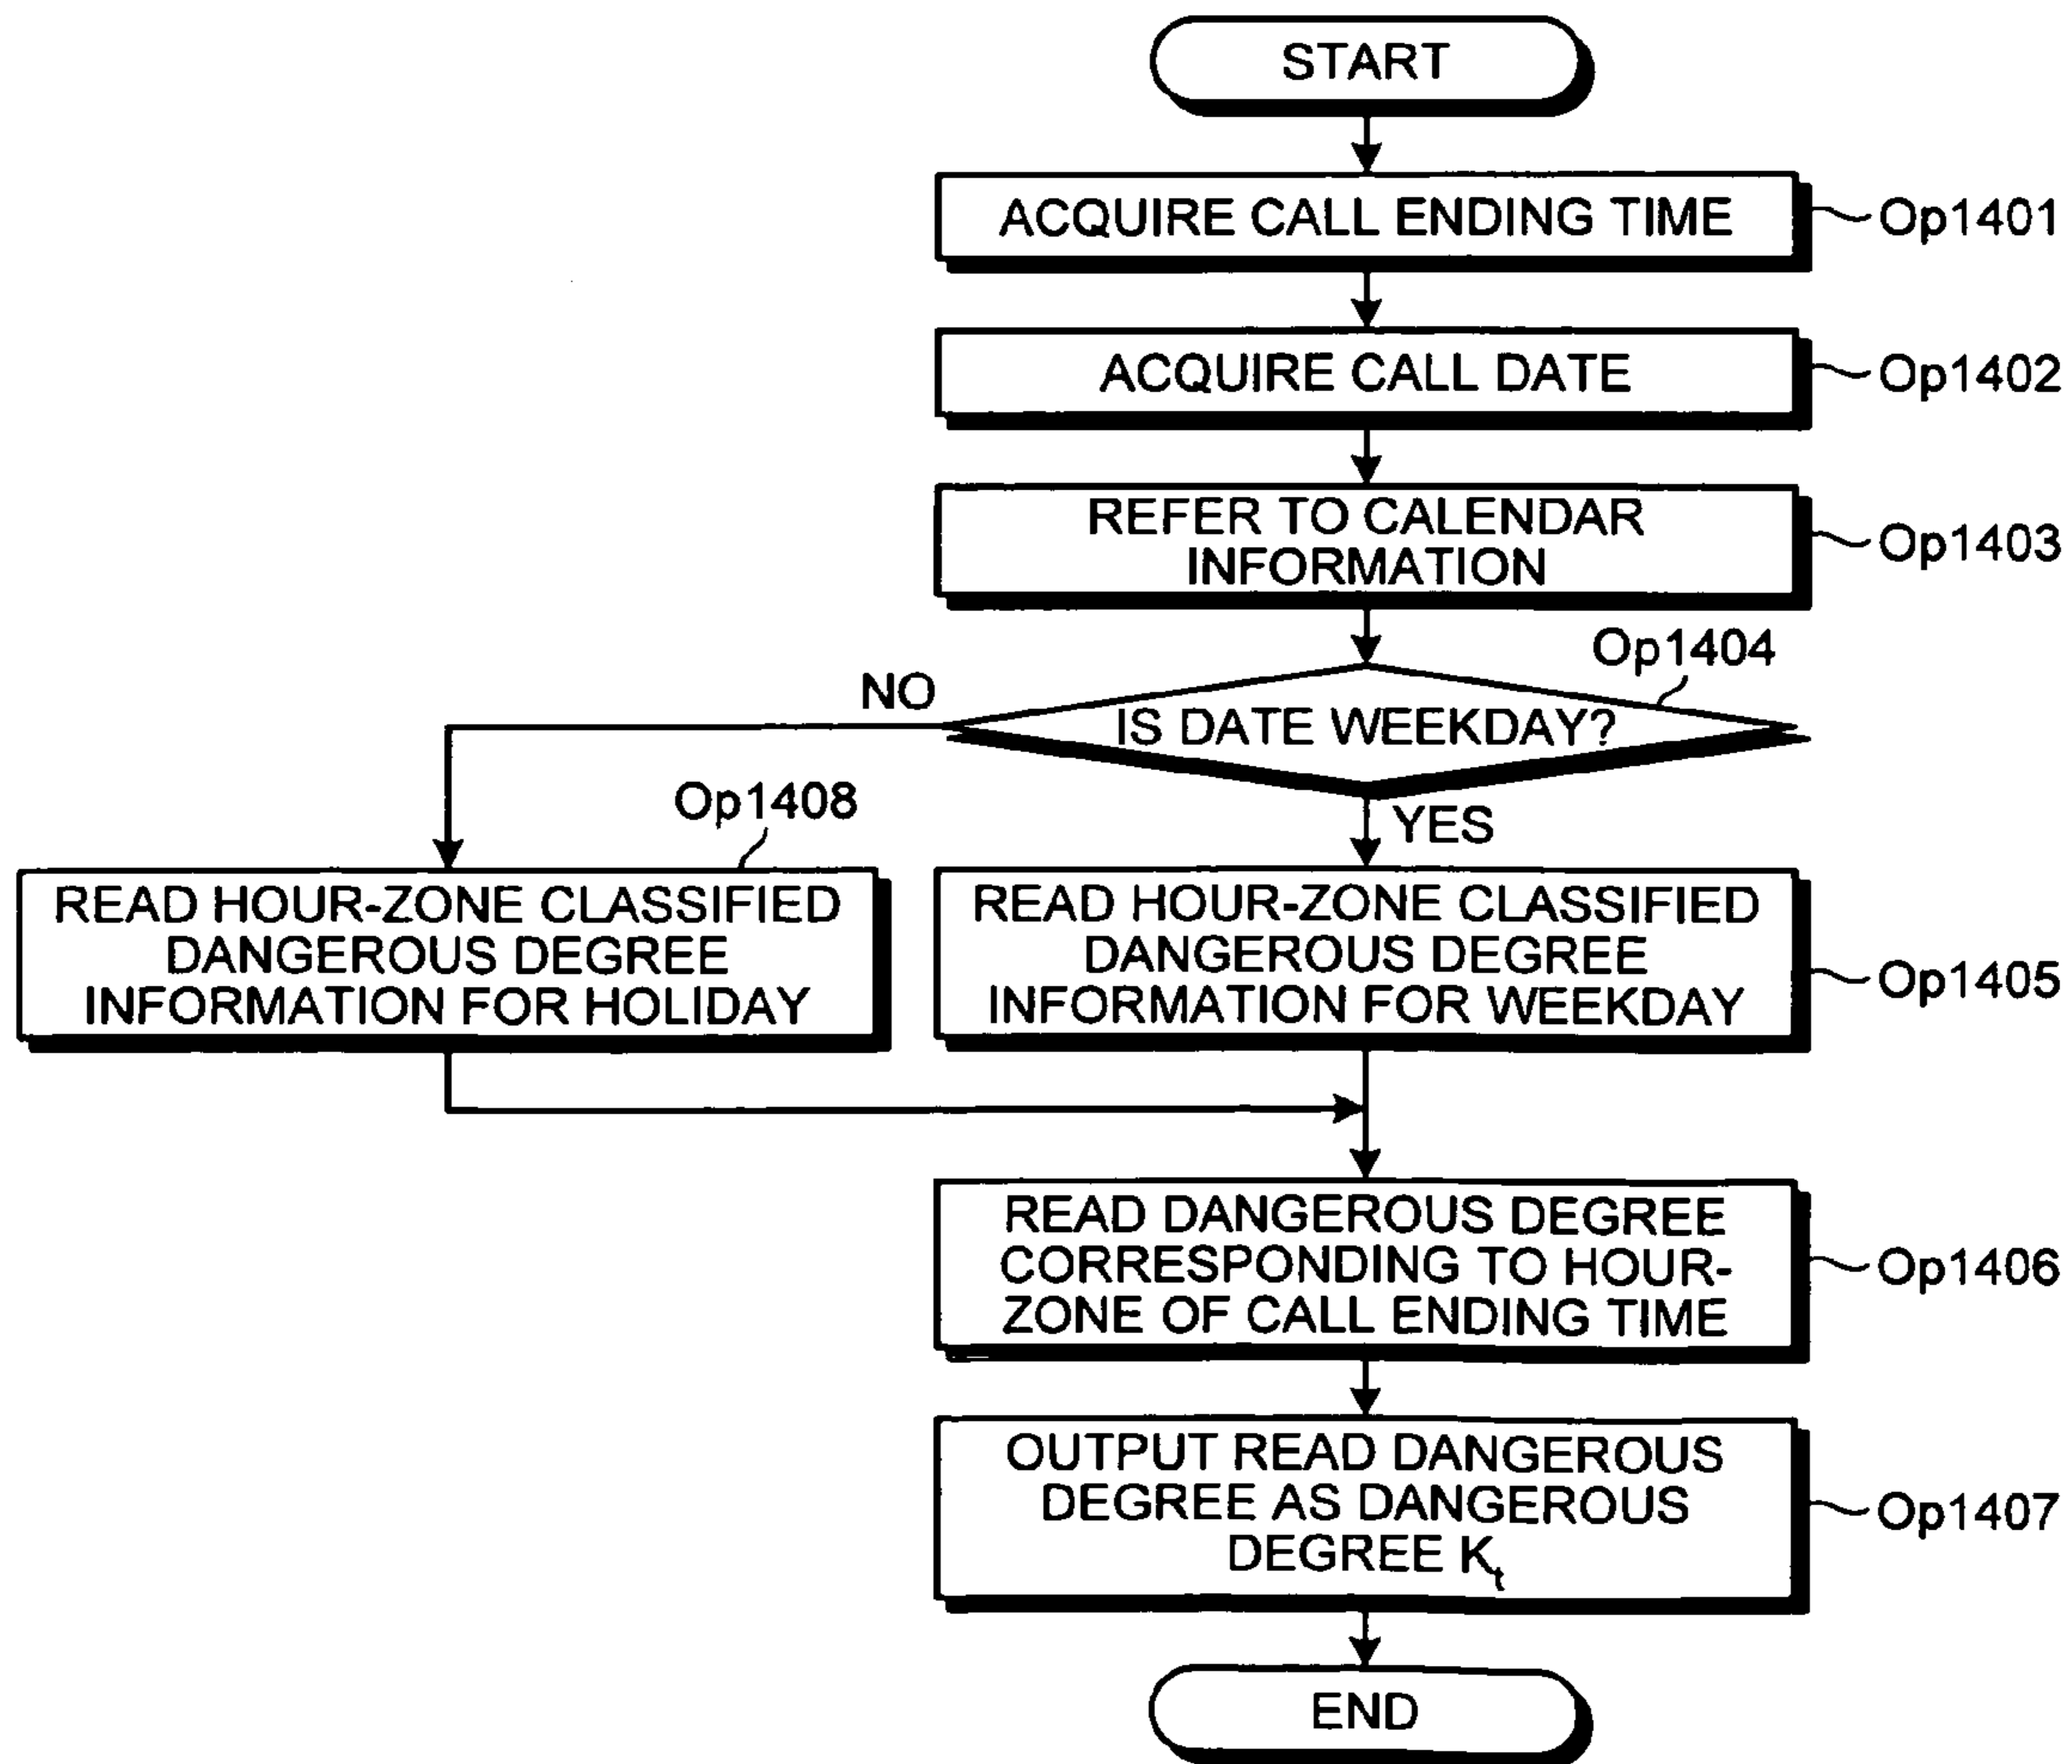 START
ACQUIRE CALL ENDING TIME
Op1401
ACQUIRE CALL DATE
Op1402
REFER TO CALENDAR
INFORMATION
Op1403
Op1404
NO
IS DATE WEEKDAY?
YES
Op1408
READ HOUR-ZONE CLASSIFIED
DANGEROUS DEGREE
INFORMATION FOR HOLIDAY
READ HOUR-ZONE CLASSIFIED
DANGEROUS DEGREE
INFORMATION FOR WEEKDAY
Op1405
READ DANGEROUS DEGREE
CORRESPONDING TO HOUR-
ZONE OF CALL ENDING TIME
Op1406
OUTPUT READ DANGEROUS
DEGREE AS DANGEROUS
DEGREE Kt
Op1407
END